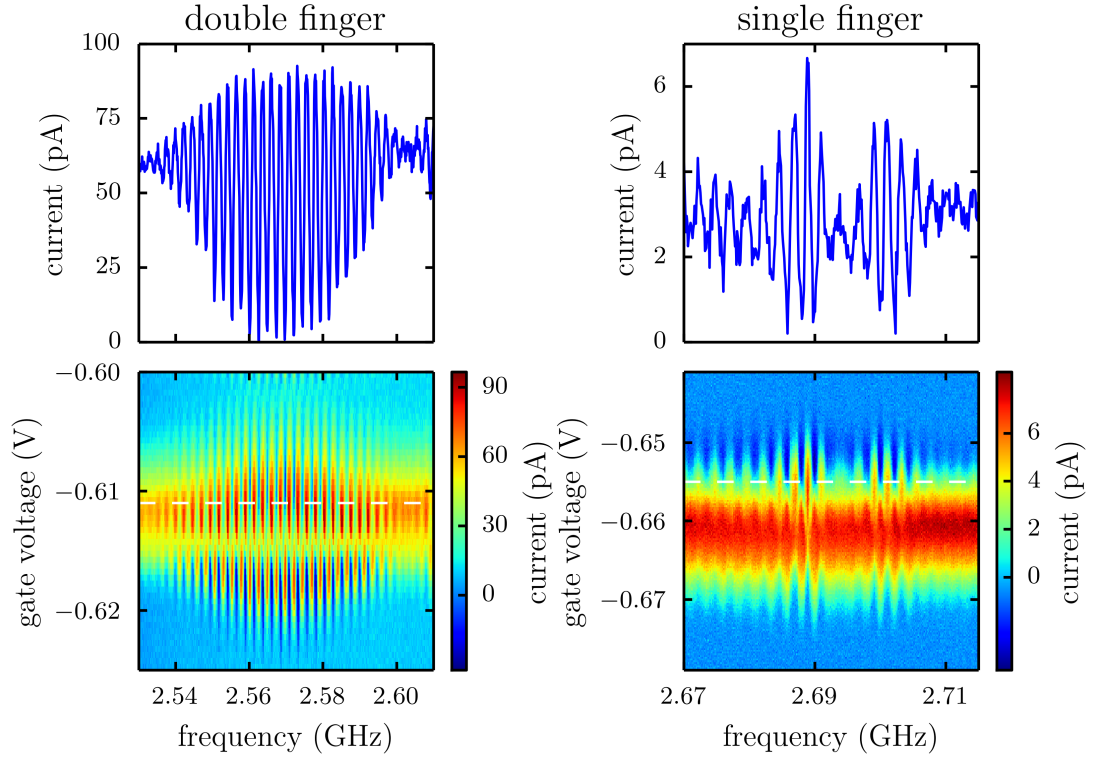 double finger
single finger
100
75
50
25
0
current (pA)
6
4
2
0
current (pA)
−0.60
−0.61
−0.62
gate voltage (V)
90
60
30
0
current (pA)
−0.65
−0.66
−0.67
gate voltage (V)
6
4
2
0
current (pA)
2.54 2.56 2.58 2.60
frequency (GHz)
2.67 2.69 2.71
frequency (GHz)